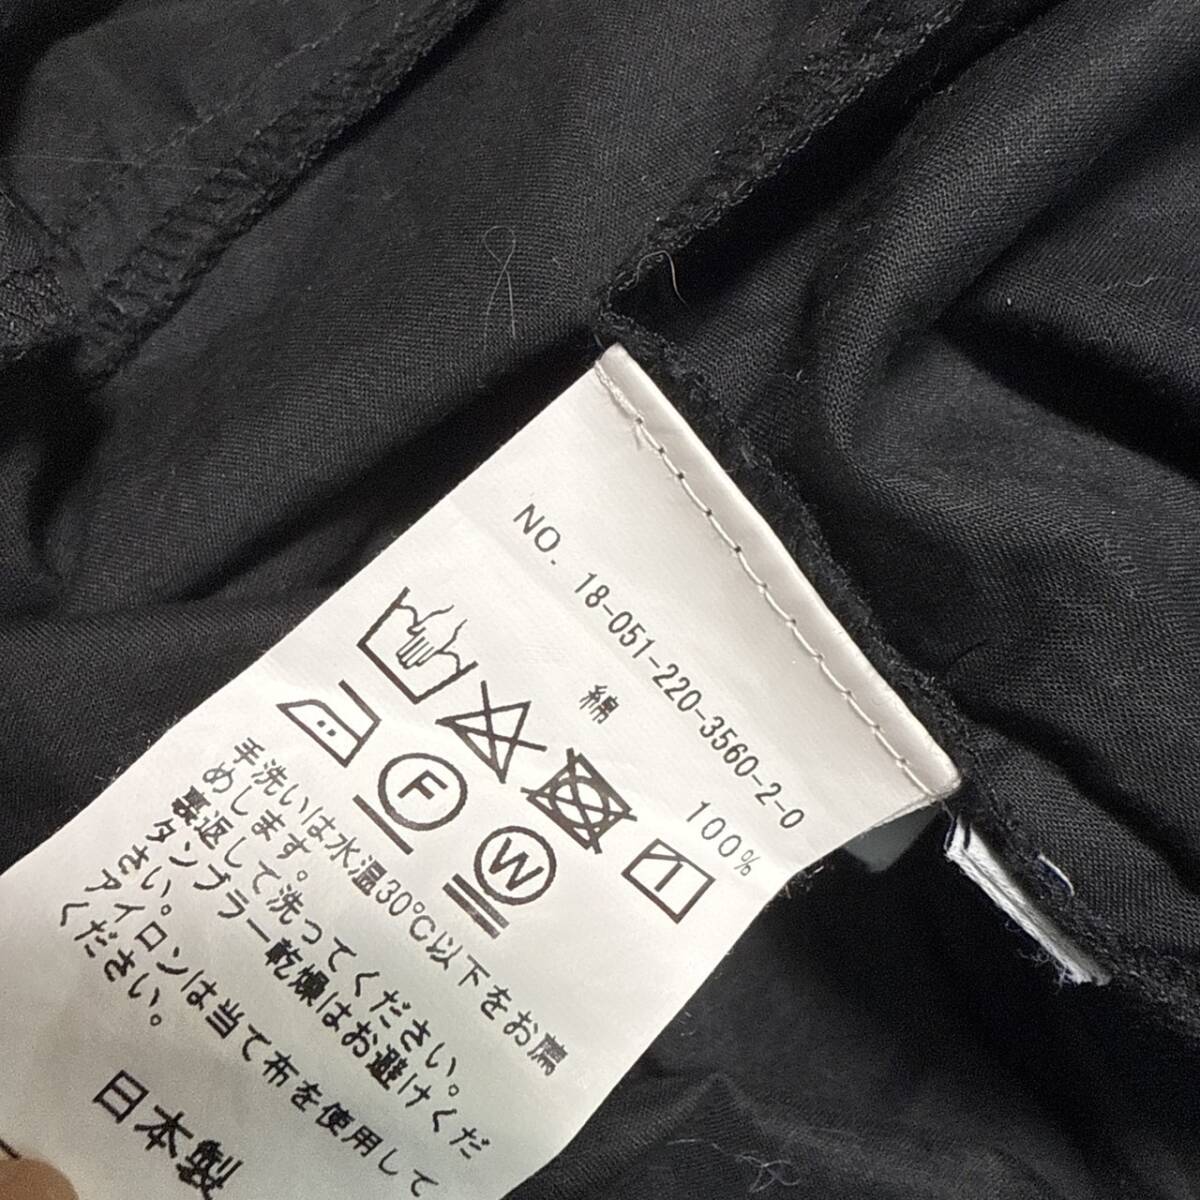 NO. 18-051-220-3560-2-0
綿 100%
F
W
手洗いは水温30℃以下をお薦
めします。
裏返して洗ってください。
タンブラー乾燥はお避けくだ
さい。
アイロンは当て布を使用して
ください。
日本製